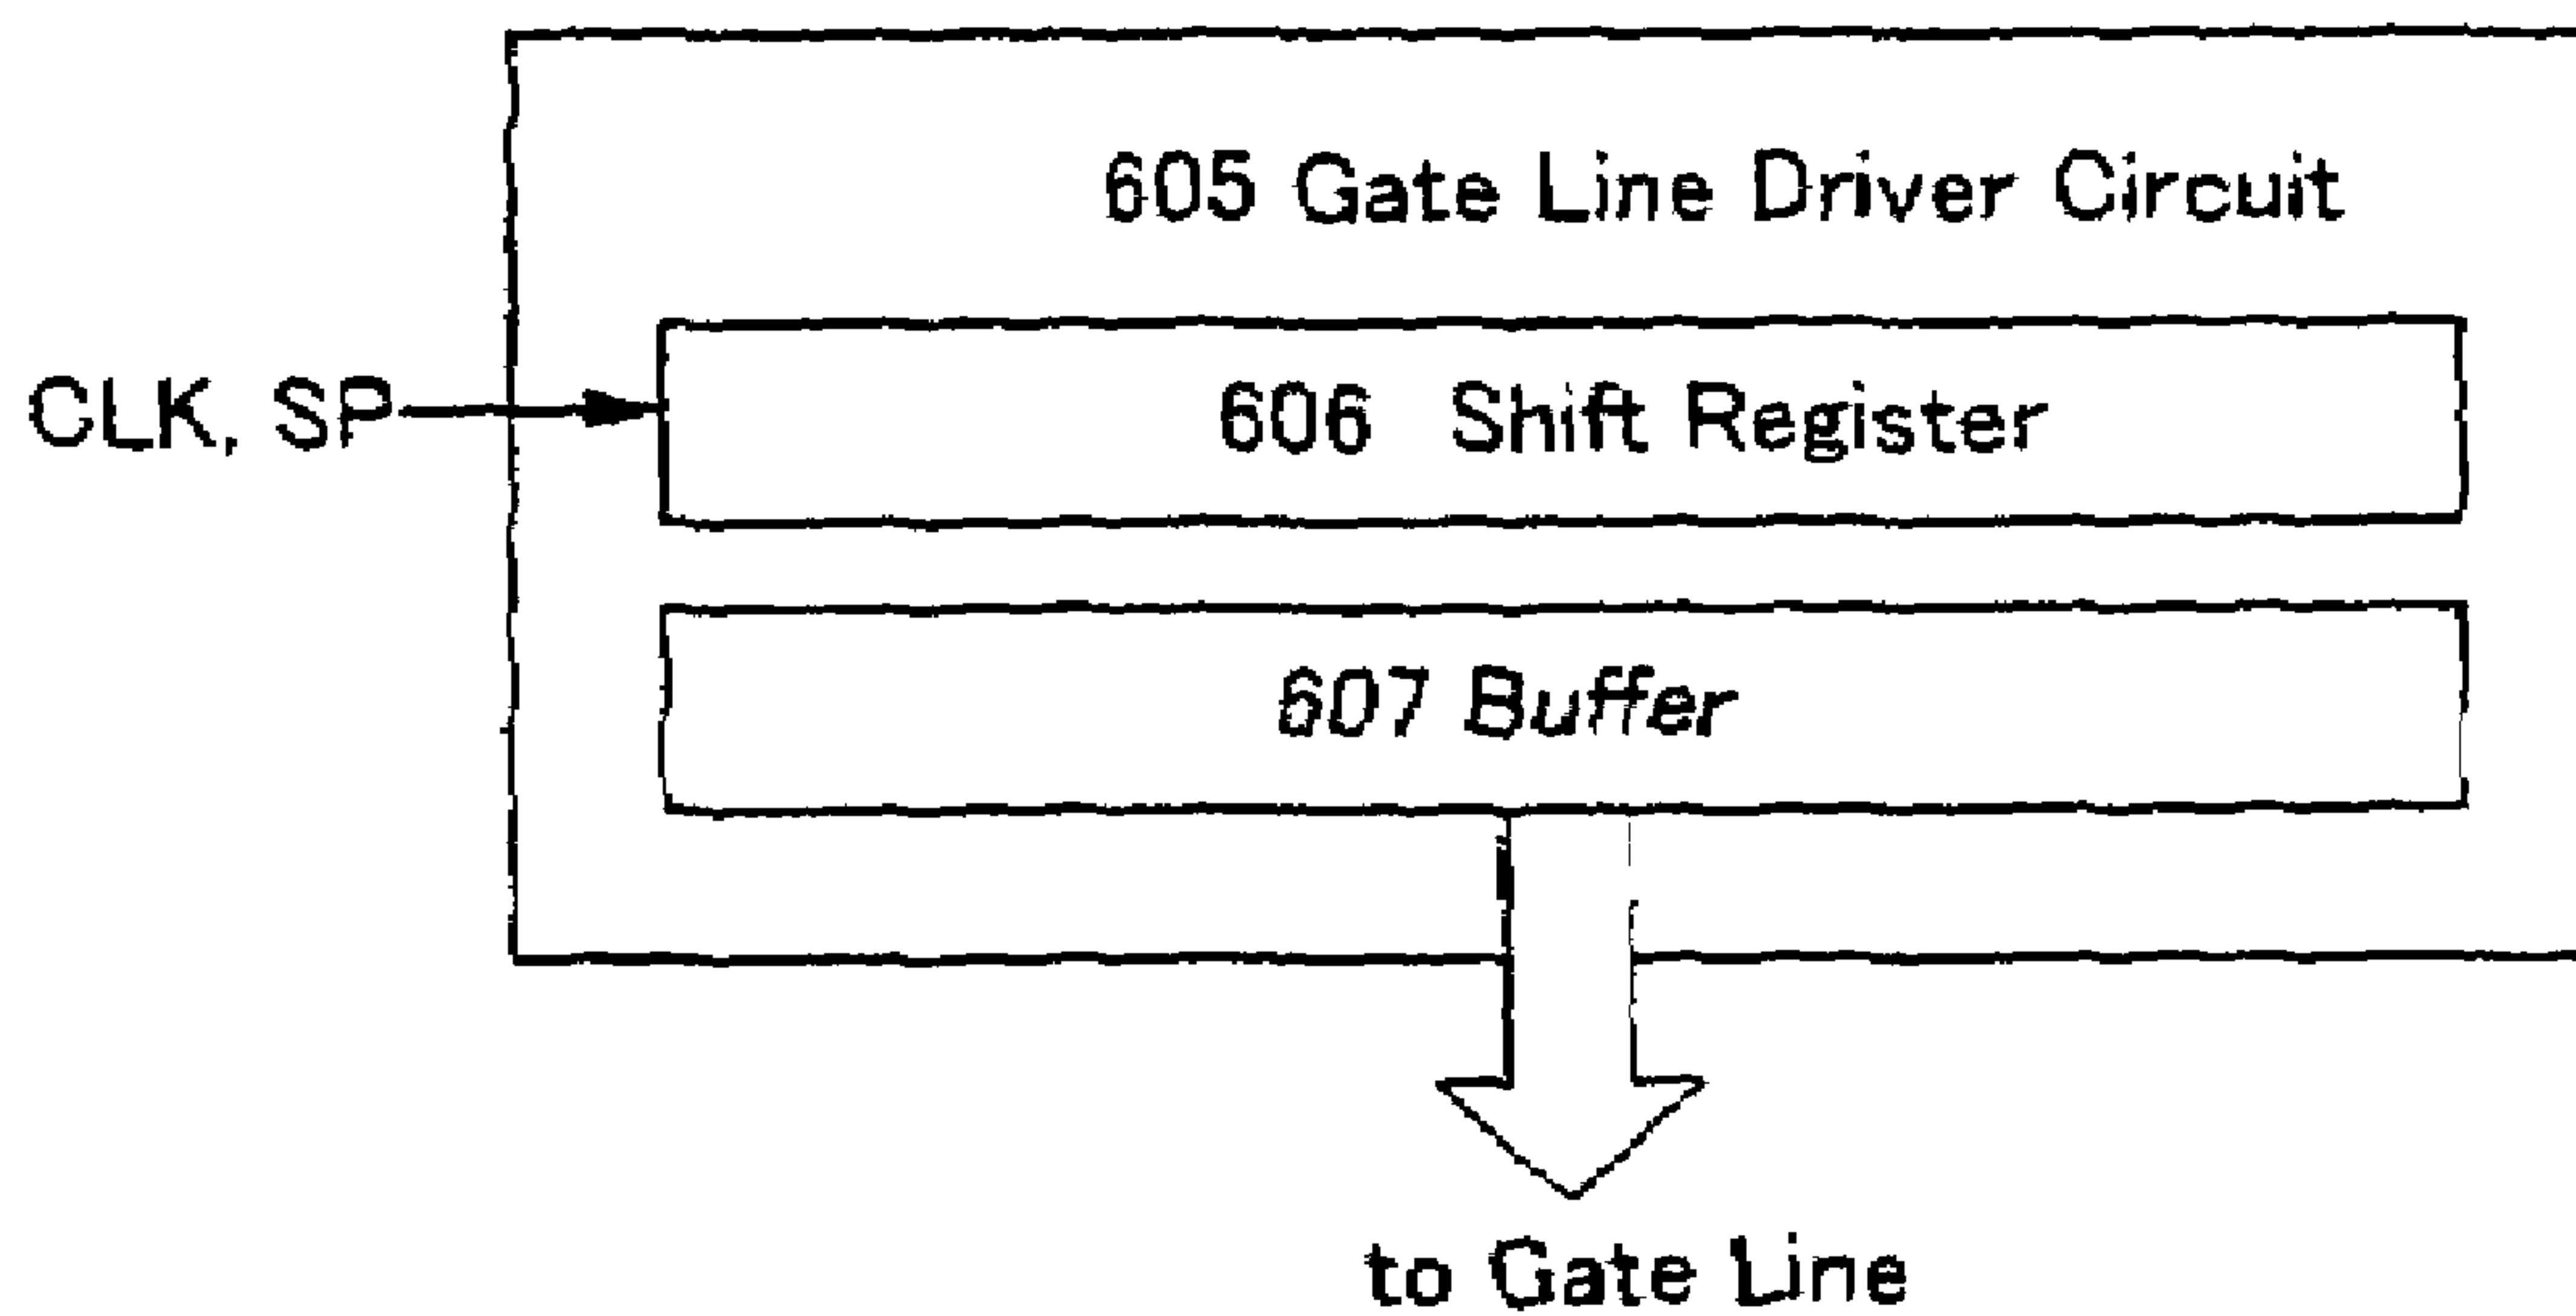 605 Gate Line Driver Circuit
CLK, SP
606 Shift Register
607 Buffer
to Gate Line